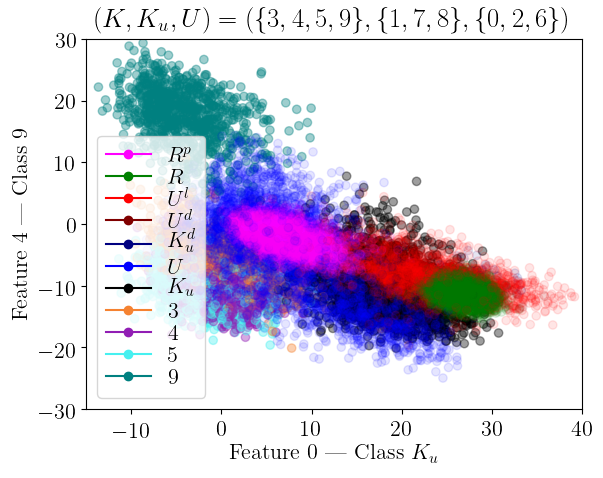 (K, K_u, U) = ({3, 4, 5, 9}, {1, 7, 8}, {0, 2, 6})
Feature 4 — Class 9
30
20
10
0
−10
−20
−30
R^p
R
U^l
U^d
K_u^d
U
K_u
3
4
5
9
−10 0 10 20 30 40
Feature 0 — Class K_u